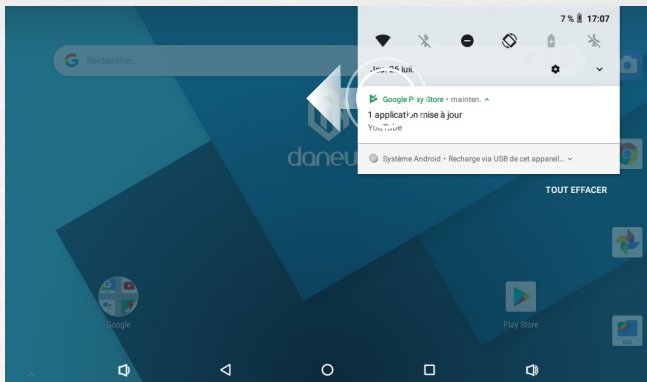 7 % 17:07
Rechercher...
Jeu. 26 juil.
Google Play Store • mainten.
1 application mise à jour
YouTube
daneu
Système Android • Recharge via USB de cet appareil...
TOUT EFFACER
Google
Play Store
GO